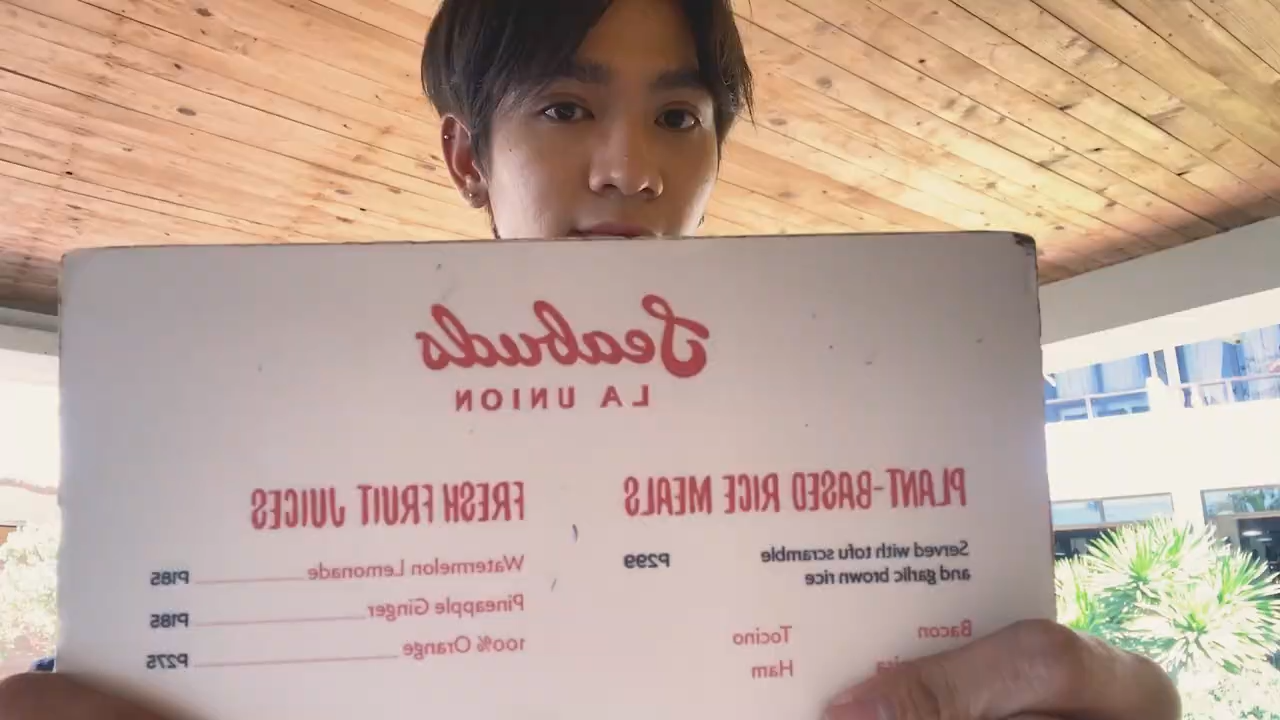 Seabuds
LA UNION
PLANT-BASED RICE MEALS
Served with tofu scramble
and garlic brown rice
P299
Bacon
Tocino
Ham
FRESH FRUIT JUICES
Watermelon Lemonade P185
Pineapple Ginger P185
100% Orange P275